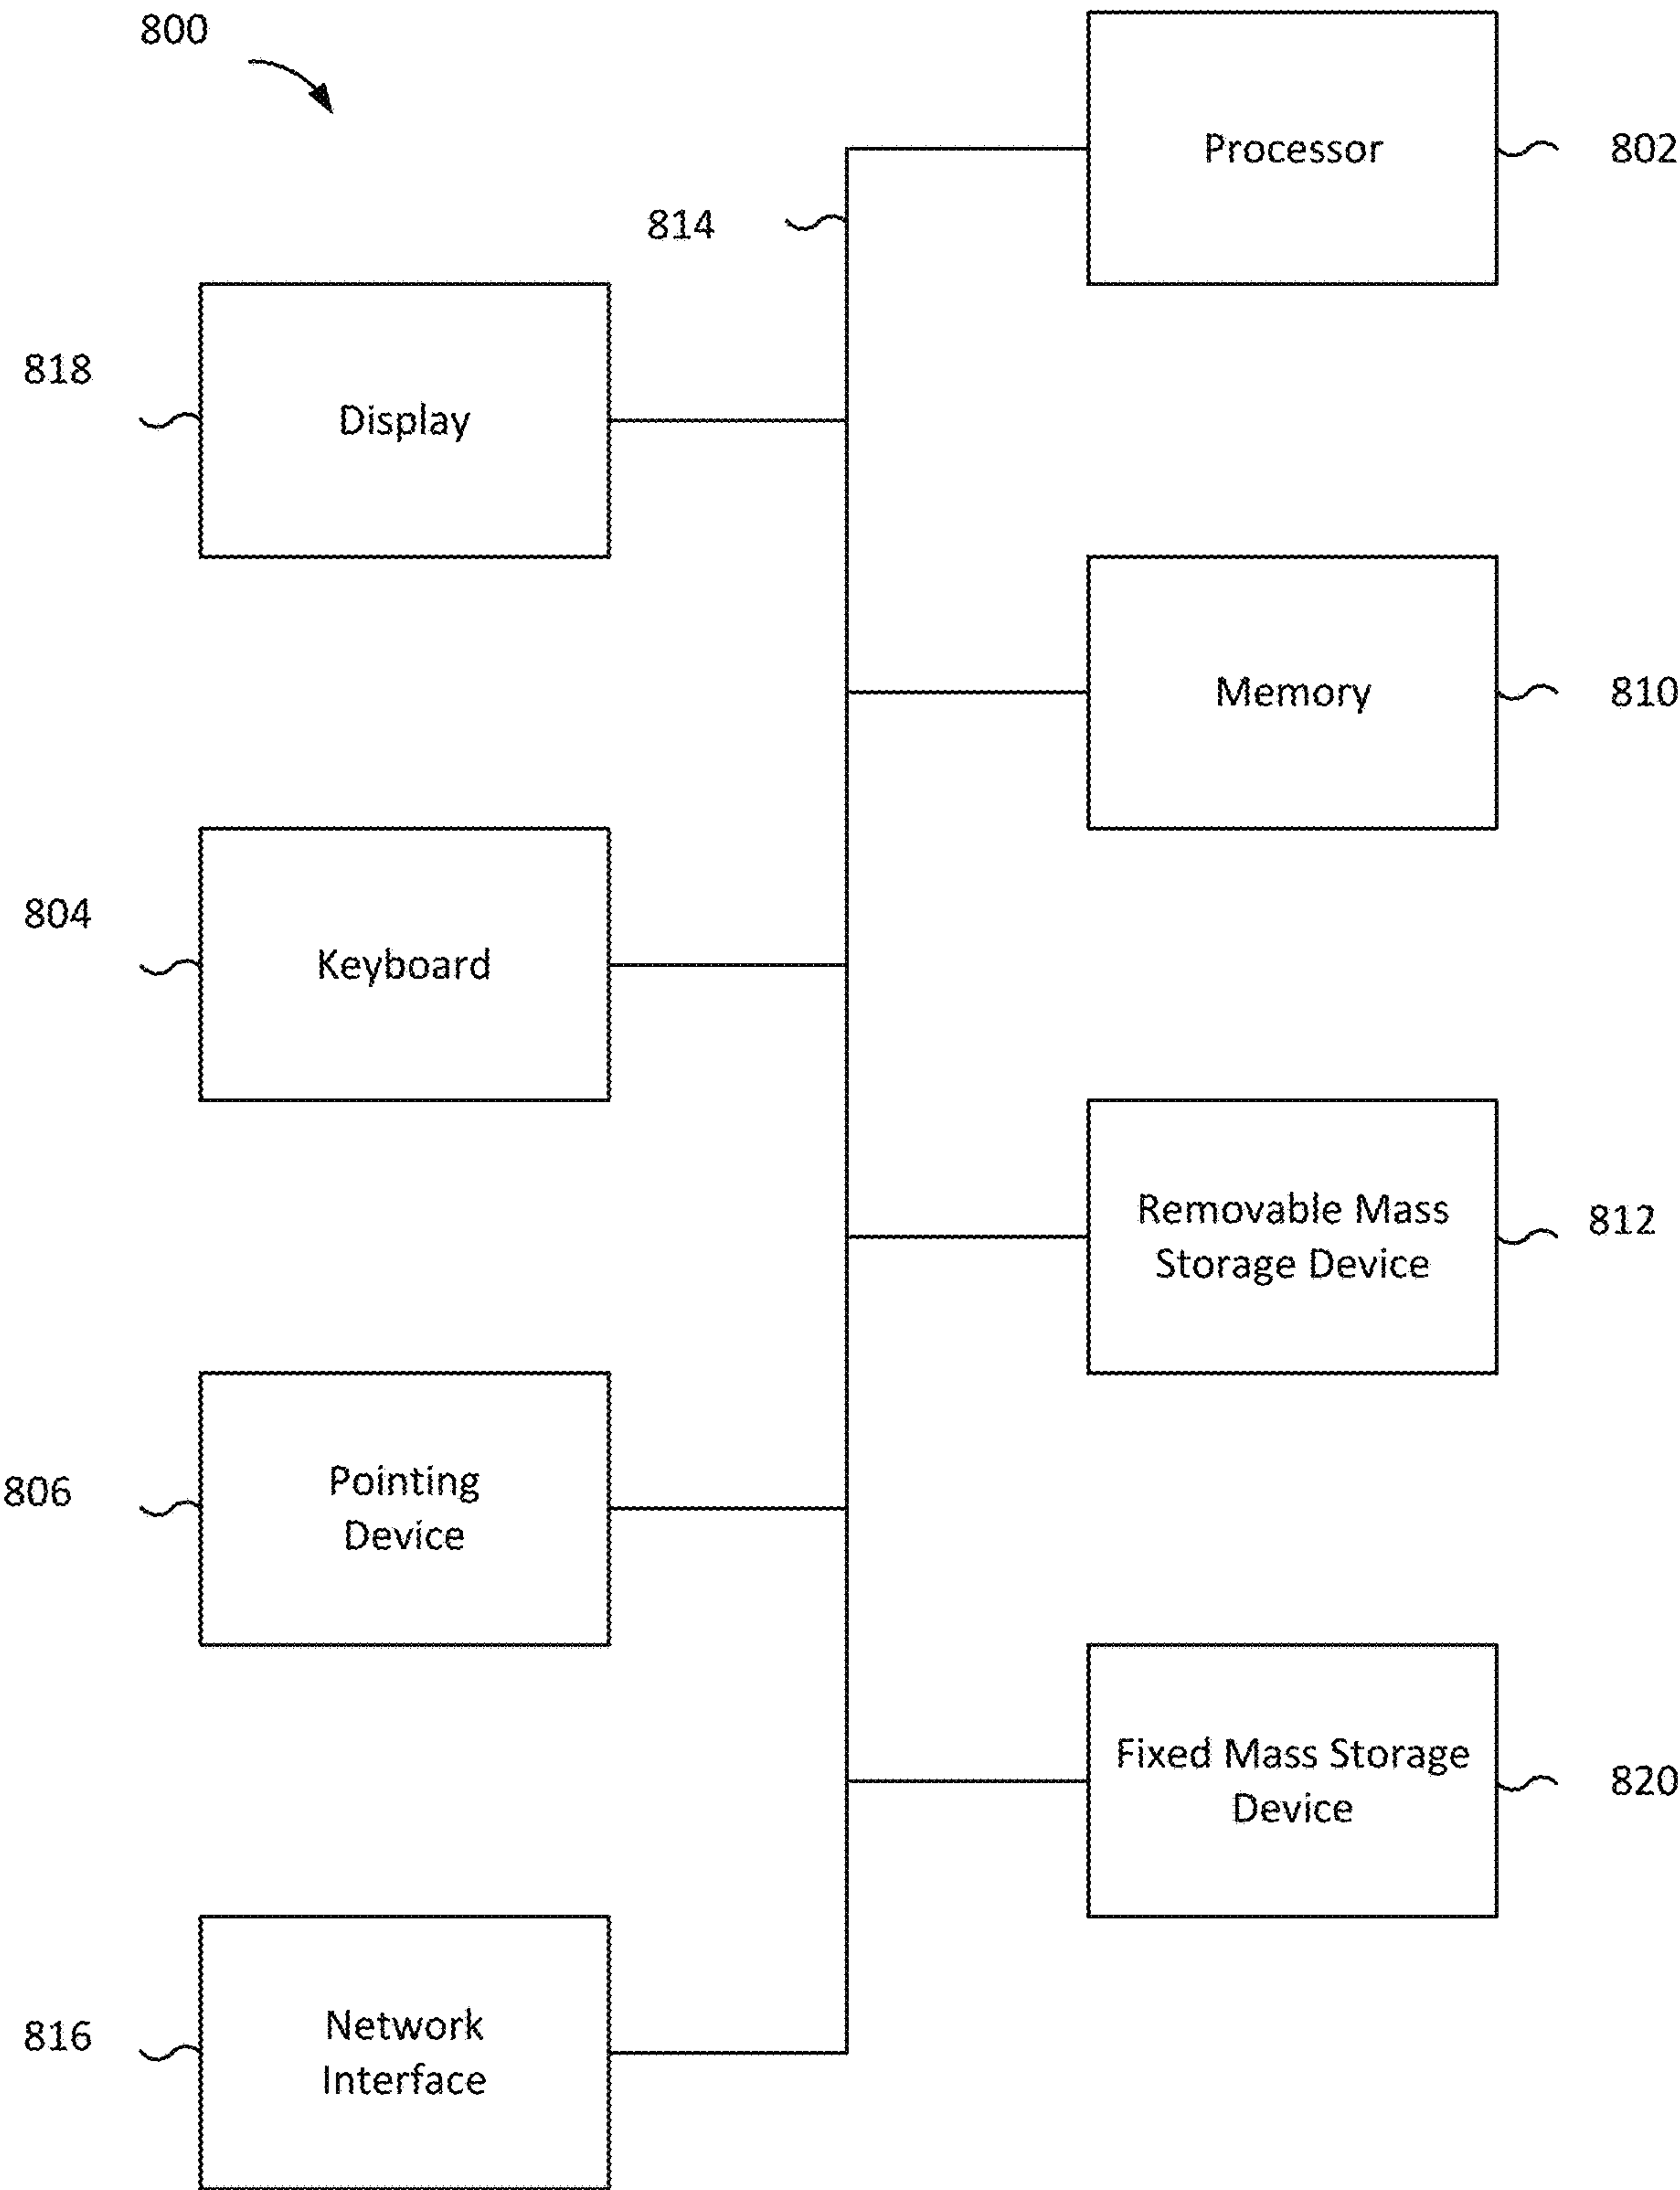 800
Processor
802
814
818
Display
Memory
810
804
Keyboard
Removable Mass
Storage Device
812
806
Pointing
Device
Fixed Mass Storage
Device
820
816
Network
Interface